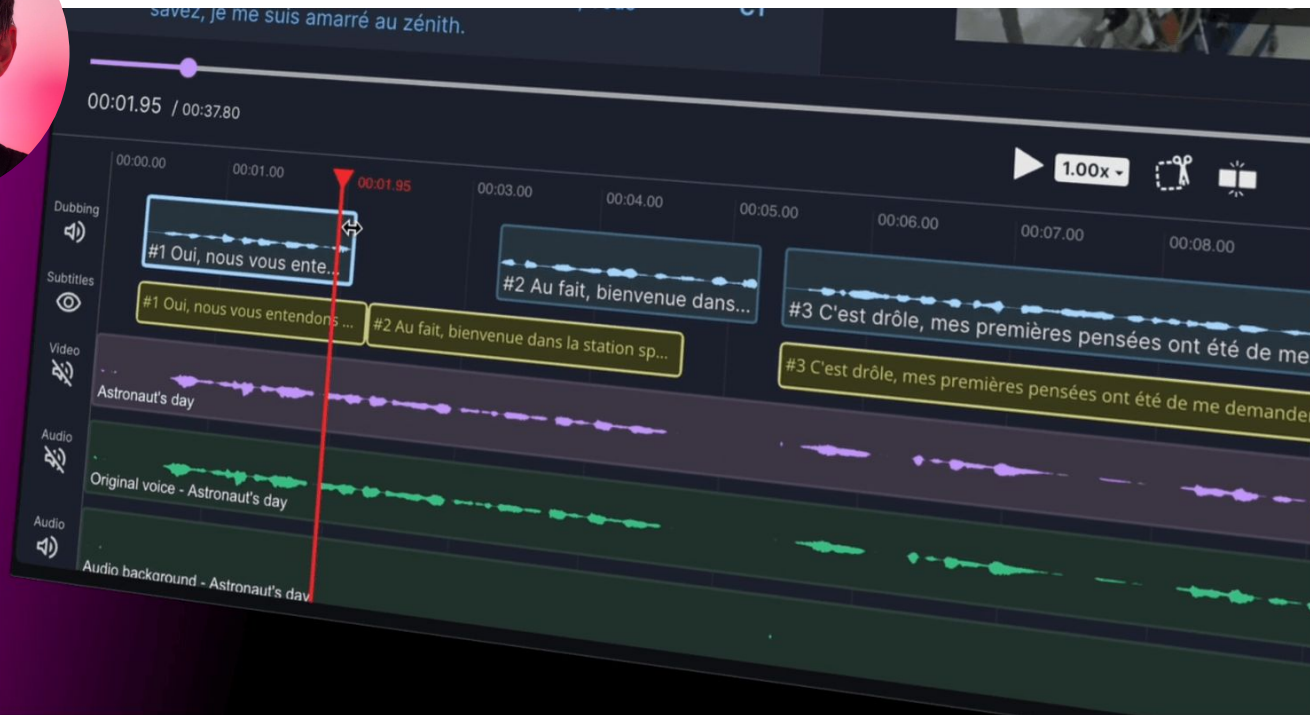 savez, je me suis amarré au zénith.
00:01.95 / 00:37.80
1.00x
00:00.00 00:01.00 00:01.95 00:03.00 00:04.00 00:05.00 00:06.00 00:07.00 00:08.00
Dubbing
#1 Oui, nous vous ente...
#2 Au fait, bienvenue dans...
#3 C'est drôle, mes premières pensées ont été de me
Subtitles
#1 Oui, nous vous entendons ...
#2 Au fait, bienvenue dans la station sp...
#3 C'est drôle, mes premières pensées ont été de me demander
Video
Astronaut's day
Audio
Original voice - Astronaut's day
Audio
Audio background - Astronaut's day